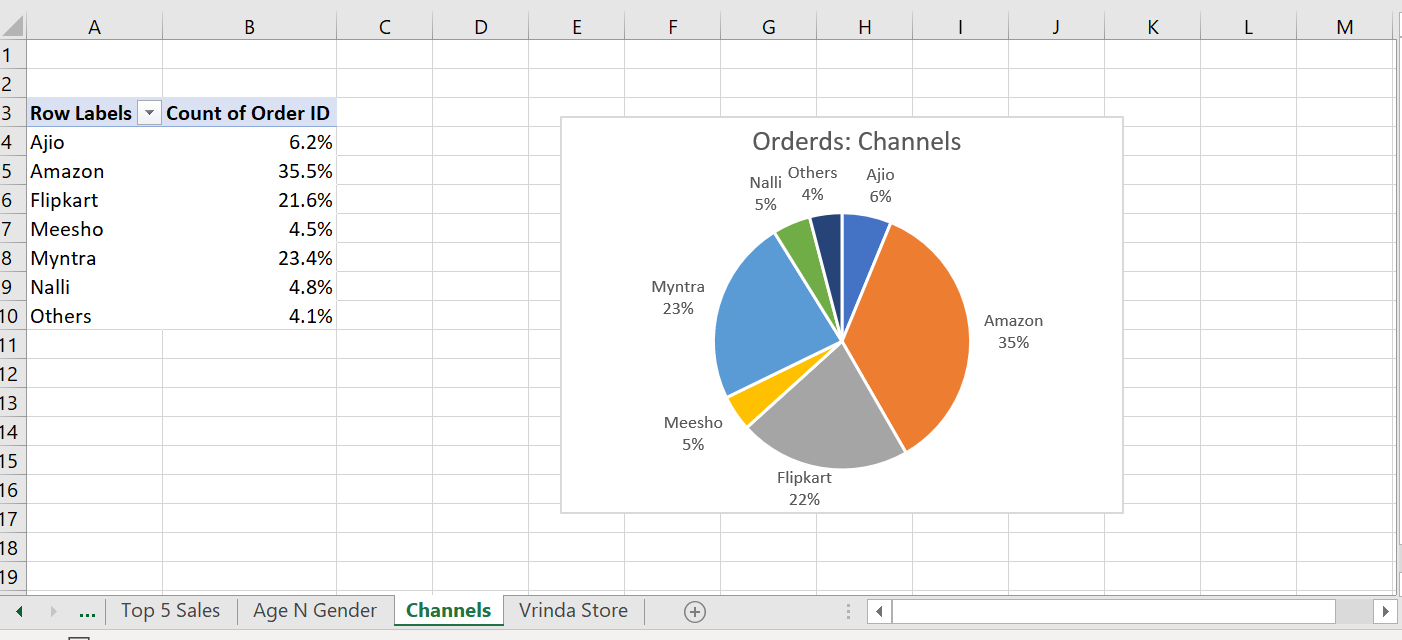 A B C D E F G H I J K L M
1
2
3 Row Labels Count of Order ID
4 Ajio 6.2%
5 Amazon 35.5%
6 Flipkart 21.6%
7 Meesho 4.5%
8 Myntra 23.4%
9 Nalli 4.8%
10 Others 4.1%
11
12
13
14
15
16
17
18
19
Orderds: Channels
Nalli
5%
Others
4%
Ajio
6%
Myntra
23%
Amazon
35%
Meesho
5%
Flipkart
22%
... Top 5 Sales Age N Gender Channels Vrinda Store